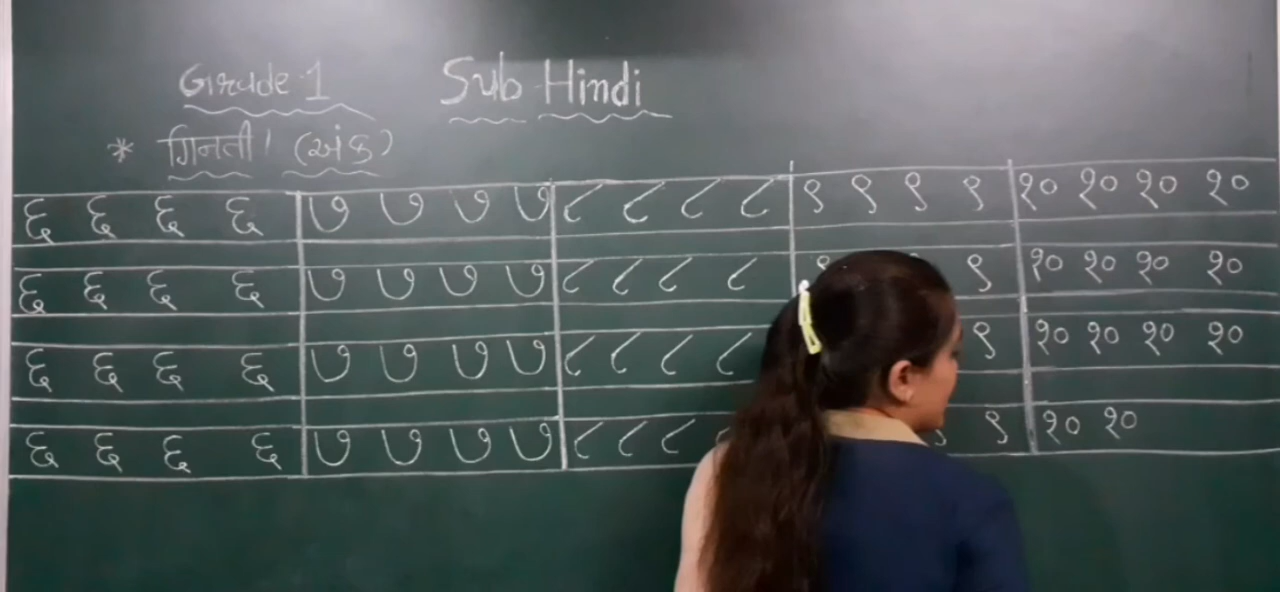 Grade-1 Sub Hindi
* गिनती। (અંક)
६ ६ ६ ६ ७ ७ ७ ७ ८ ८ ८ ८ ९ ९ ९ ९ १० १० १० १०
६ ६ ६ ६ ७ ७ ७ ७ ८ ८ ८ ८ ९ ९ १० १० १० १०
६ ६ ६ ६ ७ ७ ७ ७ ८ ८ ८ ८ ९ १० १० १० १०
६ ६ ६ ६ ७ ७ ७ ७ ८ ८ ८ ९ १० १०